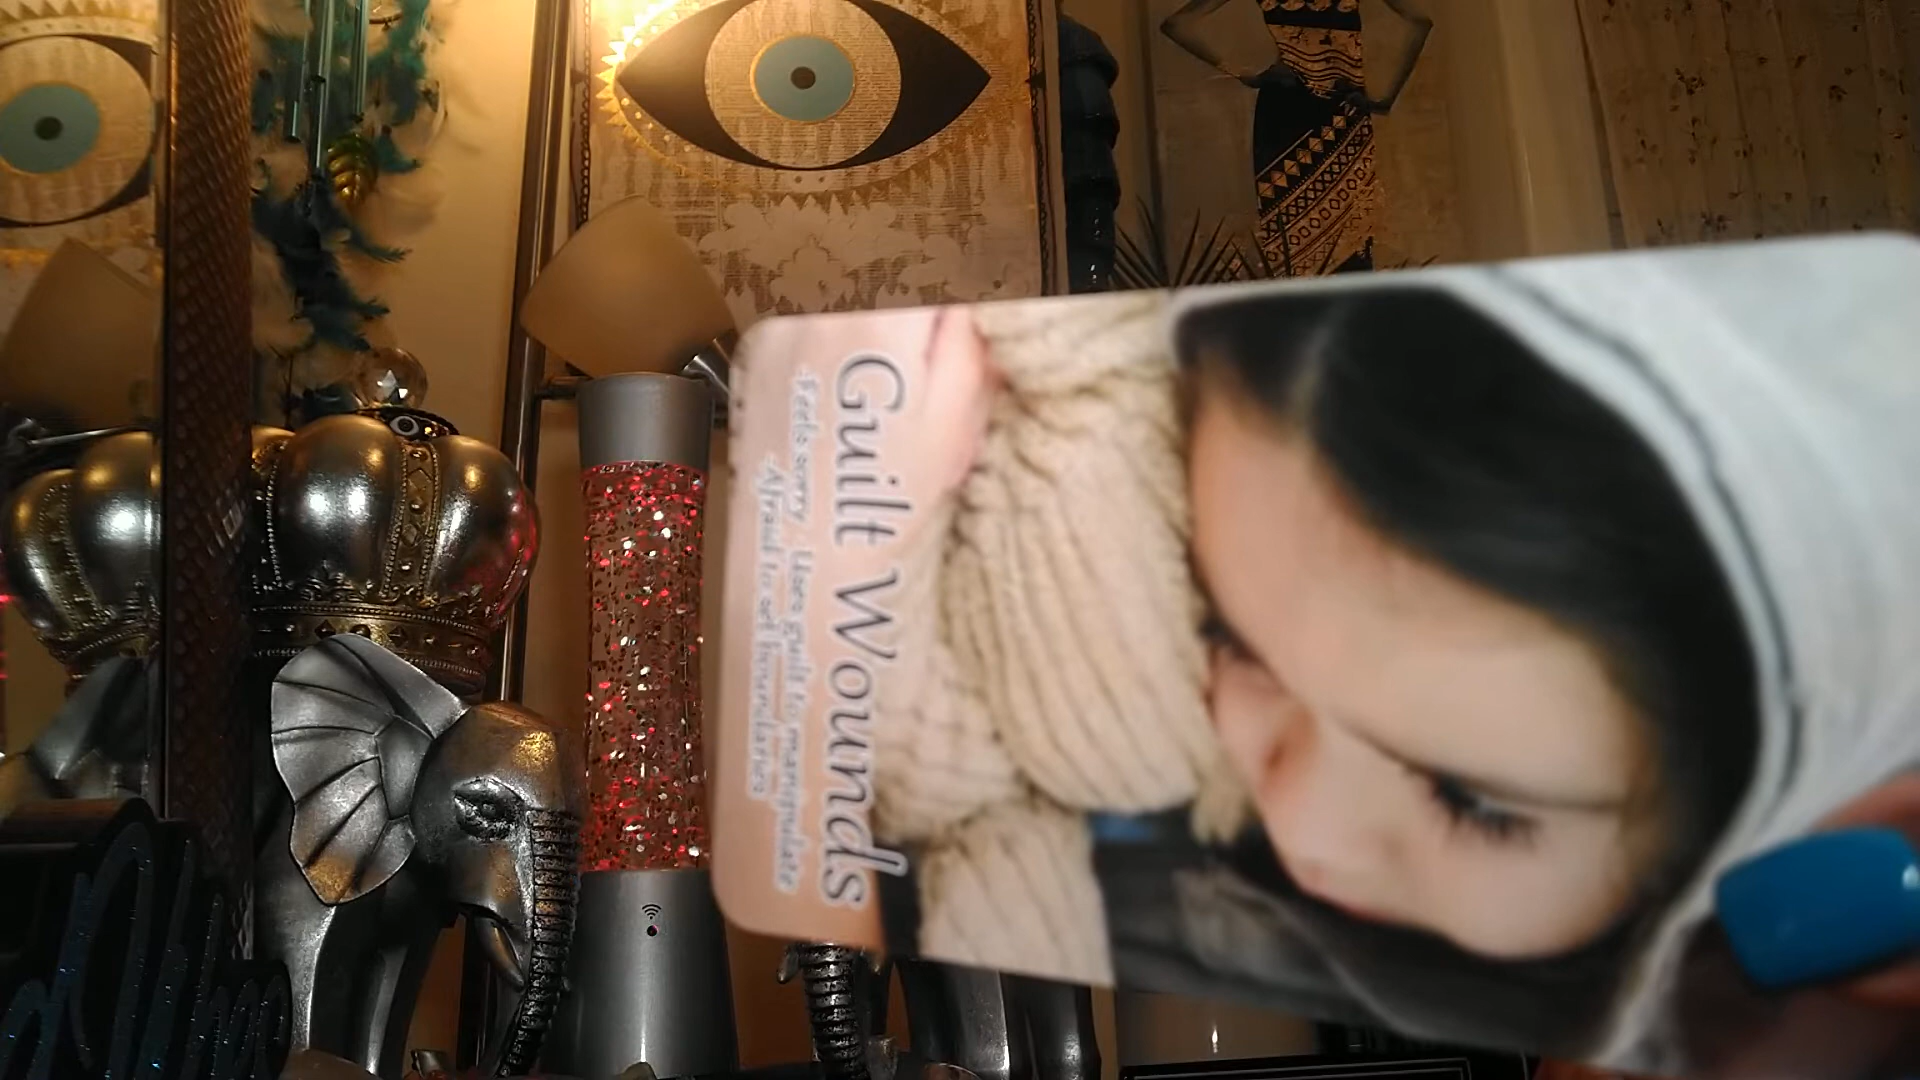 Guilt Wounds
-Feels sorry -Uses guilt to manipulate
-Afraid to set boundaries